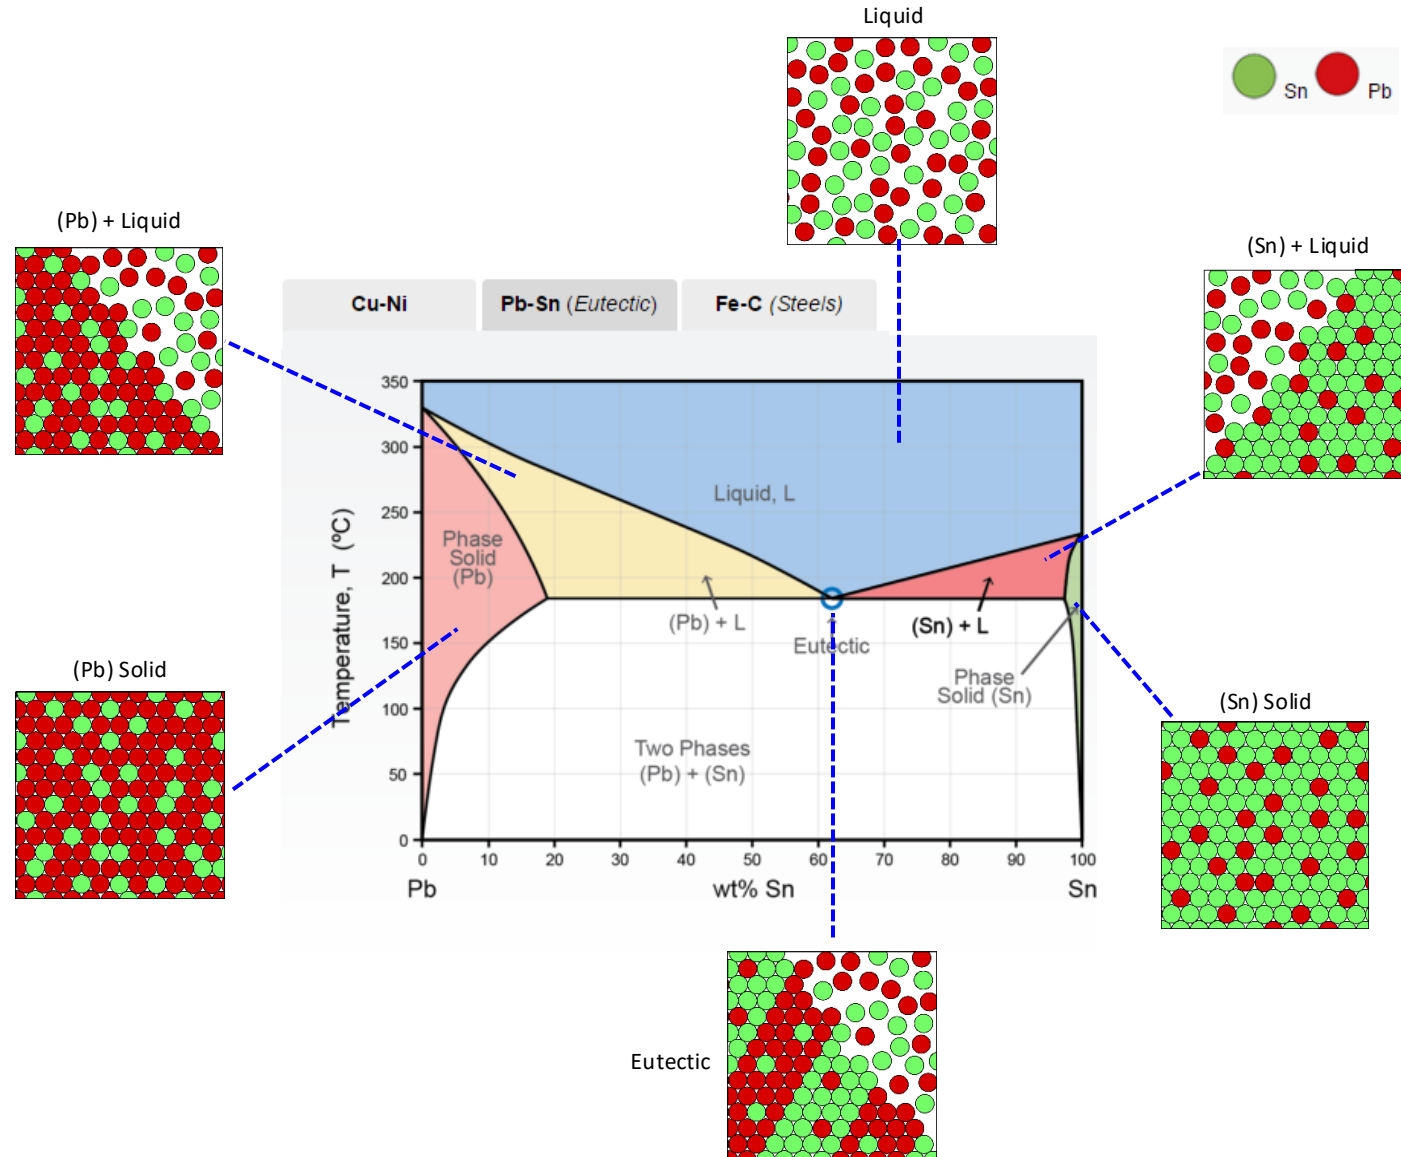 Liquid
Sn Pb
(Pb) + Liquid
(Sn) + Liquid
Cu-Ni
Pb-Sn (Eutectic)
Fe-C (Steels)
350
300
250
200
150
100
50
0
Temperature, T (ºC)
Liquid, L
Phase
Solid
(Pb)
(Pb) + L
Eutectic
(Sn) + L
Phase
Solid (Sn)
Two Phases
(Pb) + (Sn)
0 10 20 30 40 50 60 70 80 90 100
Pb wt% Sn Sn
(Pb) Solid
(Sn) Solid
Eutectic